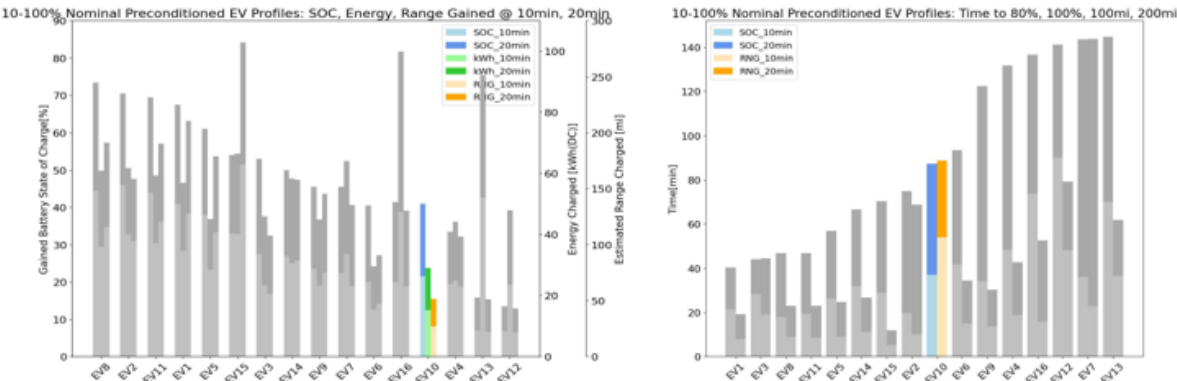 10-100% Nominal Preconditioned EV Profiles: SOC, Energy, Range Gained @ 10min, 20min
90
80
70
60
50
40
30
20
10
0
Gained Battery State of Charge[%]
SOC_10min
SOC_20min
kWh_10min
kWh_20min
RNG_10min
RNG_20min
100
80
60
40
20
0
Energy Charged [kWh(DC)]
300
250
200
150
100
50
0
Estimated Range Charged [mi]
EV8 EV2 EV11 EV1 EV5 EV15 EV3 EV14 EV9 EV7 EV6 EV16 EV10 EV4 EV13 EV12
10-100% Nominal Preconditioned EV Profiles: Time to 80%, 100%, 100mi, 200mi
140
120
100
80
60
40
20
0
Time[min]
SOC_10min
SOC_20min
RNG_10min
RNG_20min
EV1 EV3 EV8 EV11 EV5 EV14 EV15 EV2 EV10 EV6 EV9 EV4 EV16 EV12 EV7 EV13